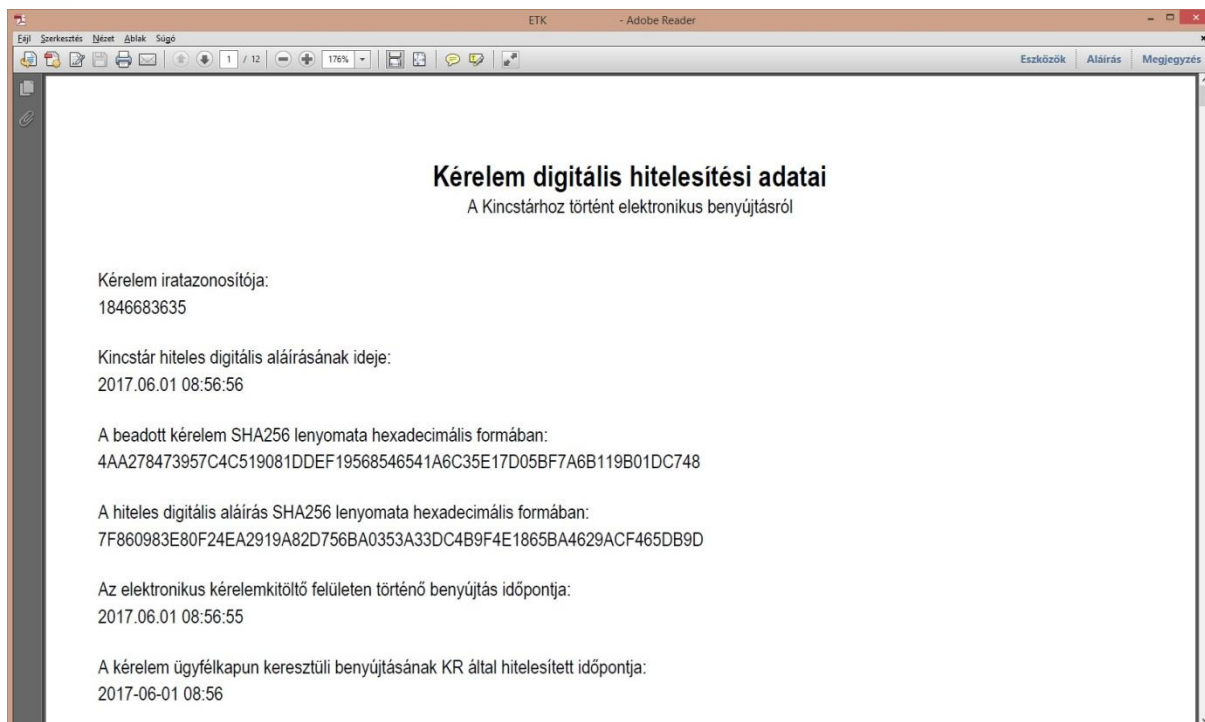 ETK - Adobe Reader
Fájl Szerkesztés Nézet Ablak Súgó
1 / 12 176% Eszközök Aláírás Megjegyzés
Kérelem digitális hitelesítési adatai
A Kincstárhoz történt elektronikus benyújtásról
Kérelem iratazonosítója:
1846683635
Kincstár hiteles digitális aláírásának ideje:
2017.06.01 08:56:56
A beadott kérelem SHA256 lenyomata hexadecimális formában:
4AA278473957C4C519081DDEF19568546541A6C35E17D05BF7A6B119B01DC748
A hiteles digitális aláírás SHA256 lenyomata hexadecimális formában:
7F860983E80F24EA2919A82D756BA0353A33DC4B9F4E1865BA4629ACF465DB9D
Az elektronikus kérelemkitöltő felületen történő benyújtás időpontja:
2017.06.01 08:56:55
A kérelem ügyfélkapun keresztüli benyújtásának KR által hitelesített időpontja:
2017-06-01 08:56